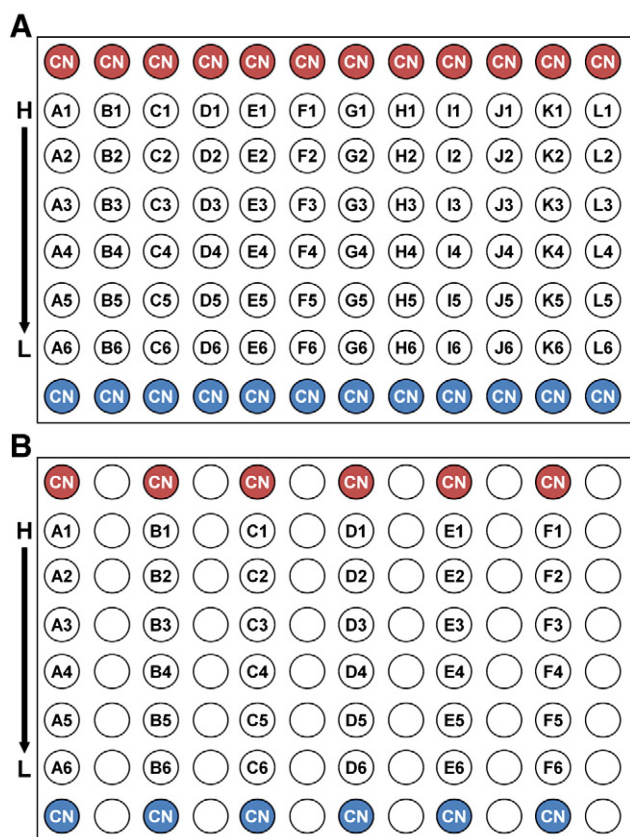 A
CN CN CN CN CN CN CN CN CN CN CN CN
H A1 B1 C1 D1 E1 F1 G1 H1 I1 J1 K1 L1
A2 B2 C2 D2 E2 F2 G2 H2 I2 J2 K2 L2
A3 B3 C3 D3 E3 F3 G3 H3 I3 J3 K3 L3
A4 B4 C4 D4 E4 F4 G4 H4 I4 J4 K4 L4
A5 B5 C5 D5 E5 F5 G5 H5 I5 J5 K5 L5
L A6 B6 C6 D6 E6 F6 G6 H6 I6 J6 K6 L6
CN CN CN CN CN CN CN CN CN CN CN CN
B
CN CN CN CN CN CN
H A1 B1 C1 D1 E1 F1
A2 B2 C2 D2 E2 F2
A3 B3 C3 D3 E3 F3
A4 B4 C4 D4 E4 F4
A5 B5 C5 D5 E5 F5
L A6 B6 C6 D6 E6 F6
CN CN CN CN CN CN